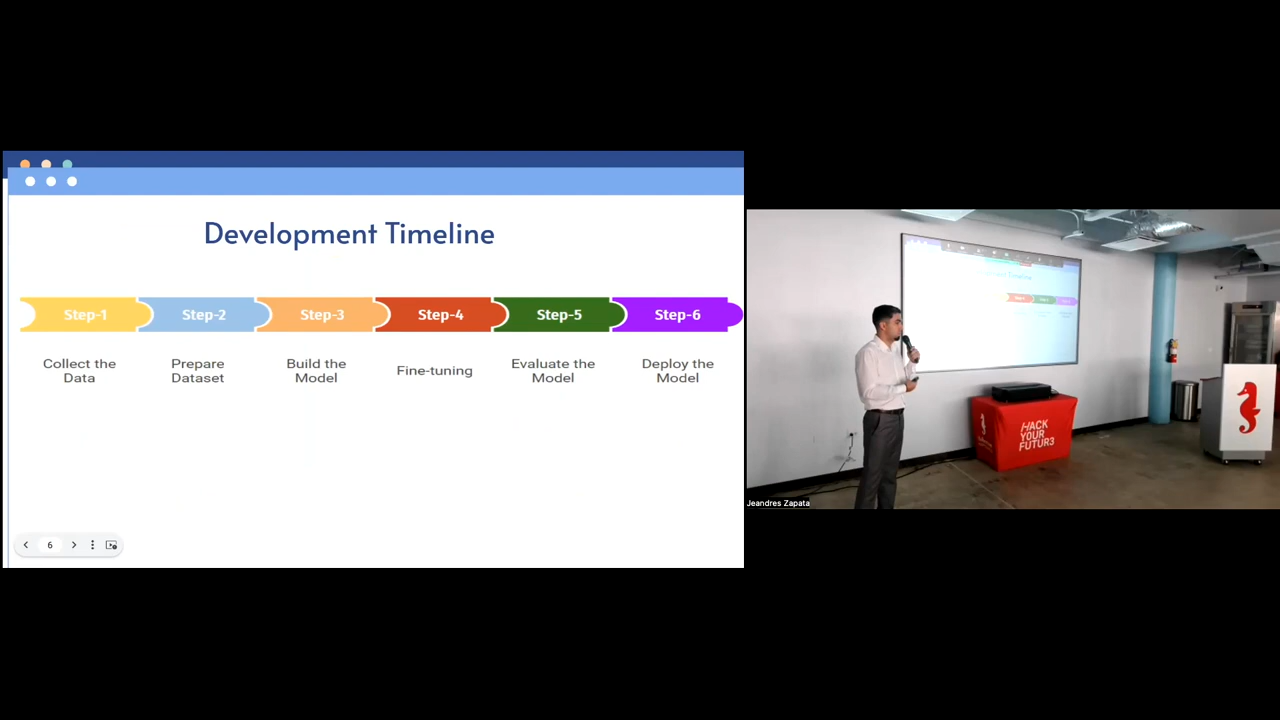 Development Timeline
Step-1
Step-2
Step-3
Step-4
Step-5
Step-6
Collect the
Data
Prepare
Dataset
Build the
Model
Fine-tuning
Evaluate the
Model
Deploy the
Model
6
HACK
YOUR
FUTUR3
Jeandres Zapata